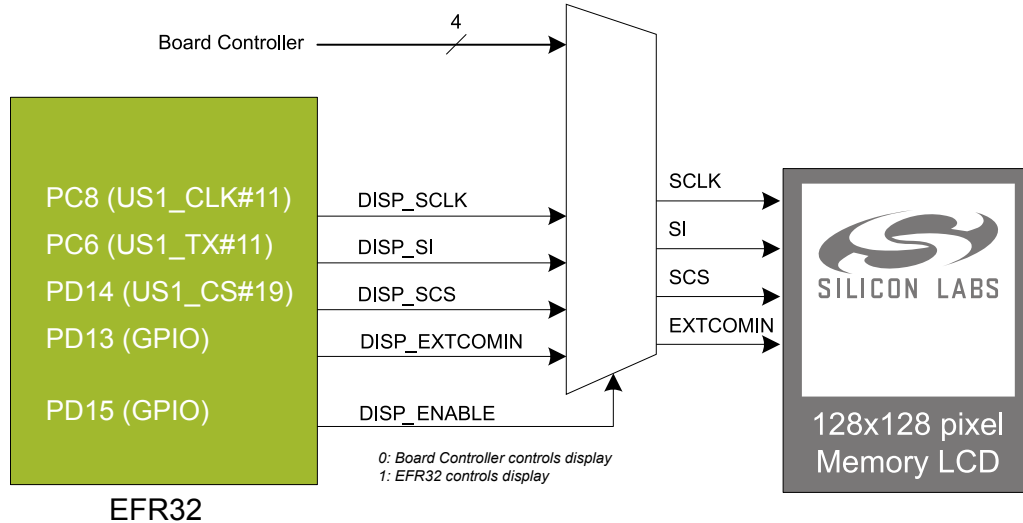 4
Board Controller
PC8 (US1_CLK#11)
PC6 (US1_TX#11)
PD14 (US1_CS#19)
PD13 (GPIO)
PD15 (GPIO)
EFR32
DISP_SCLK
DISP_SI
DISP_SCS
DISP_EXTCOMIN
DISP_ENABLE
0: Board Controller controls display
1: EFR32 controls display
SCLK
SI
SCS
EXTCOMIN
SILICON LABS
128x128 pixel
Memory LCD